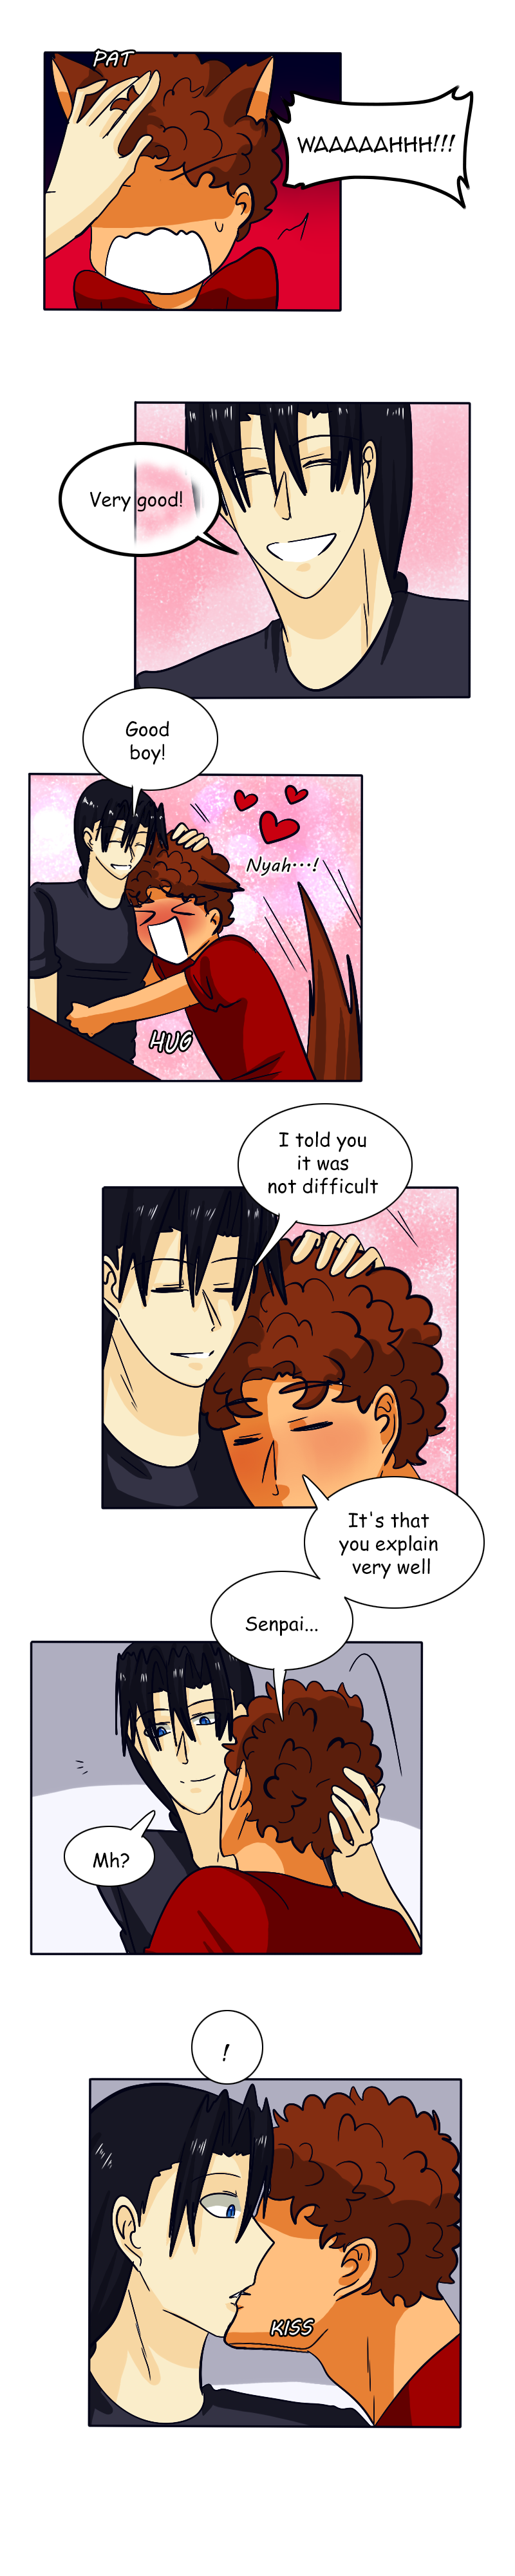 PAT
WAAAAAHHH!!!
Very good!
Good
boy!
Nyah...!
HUG
I told you
it was
not difficult
It's that
you explain
very well
Senpai...
Mh?
!
KISS